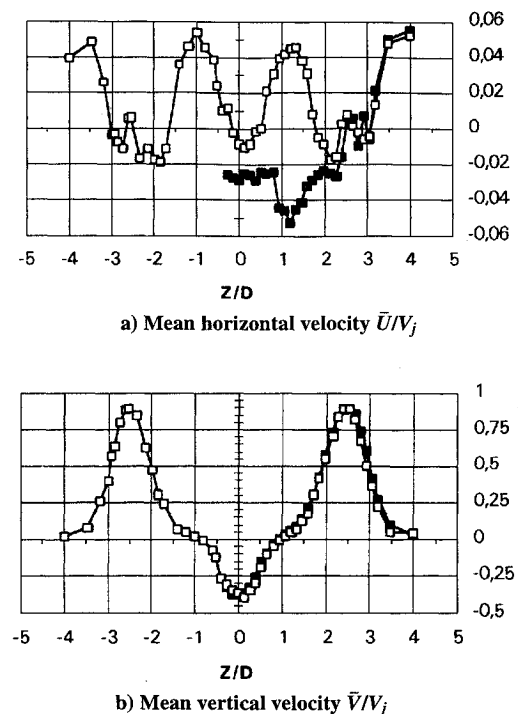 0,06
0,04
0,02
0
-0,02
-0,04
-0,06
-5 -4 -3 -2 -1 0 1 2 3 4 5
Z/D
a) Mean horizontal velocity Ū/Vj
1
0,75
0,5
0,25
0
-0,25
-0,5
-5 -4 -3 -2 -1 0 1 2 3 4 5
Z/D
b) Mean vertical velocity V̄/Vj